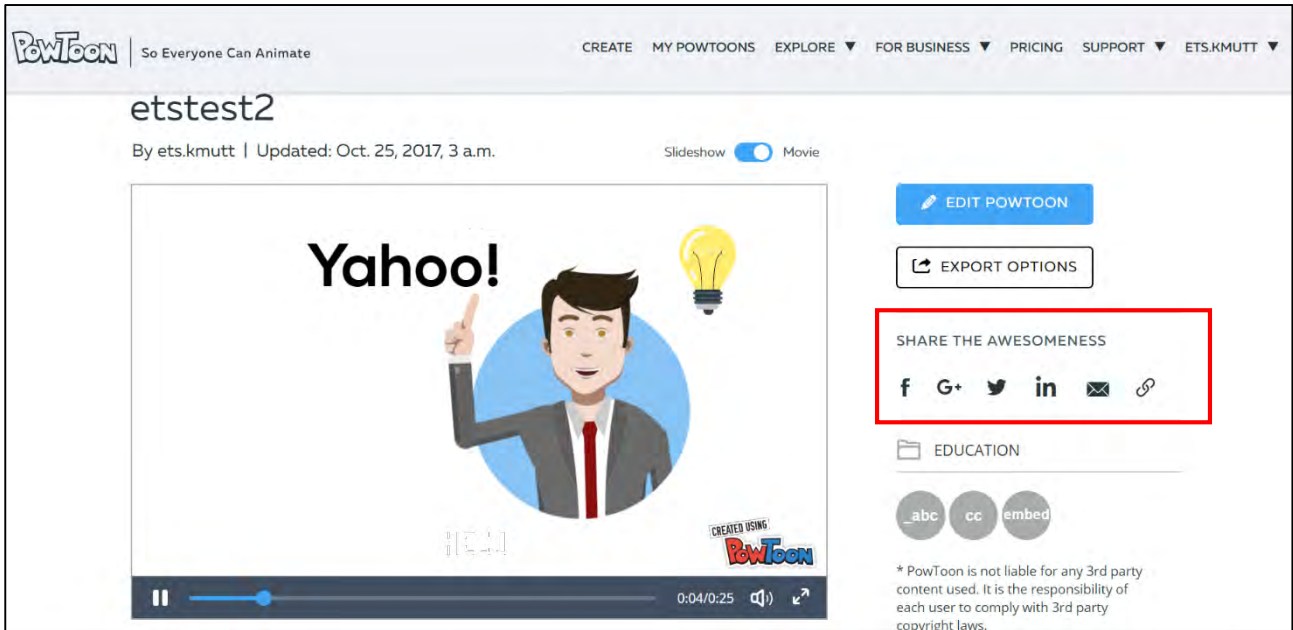 PowToon | So Everyone Can Animate
CREATE MY POWTOONS EXPLORE ▼ FOR BUSINESS ▼ PRICING SUPPORT ▼ ETS.KMUTT ▼
etstest2
By ets.kmutt | Updated: Oct. 25, 2017, 3 a.m.
Slideshow Movie
Yahoo!
CREATED USING
PowToon
0:04/0:25
EDIT POWTOON
EXPORT OPTIONS
SHARE THE AWESOMENESS
f G+ in
EDUCATION
_abc cc embed
* PowToon is not liable for any 3rd party
content used. It is the responsibility of
each user to comply with 3rd party
copyright laws.